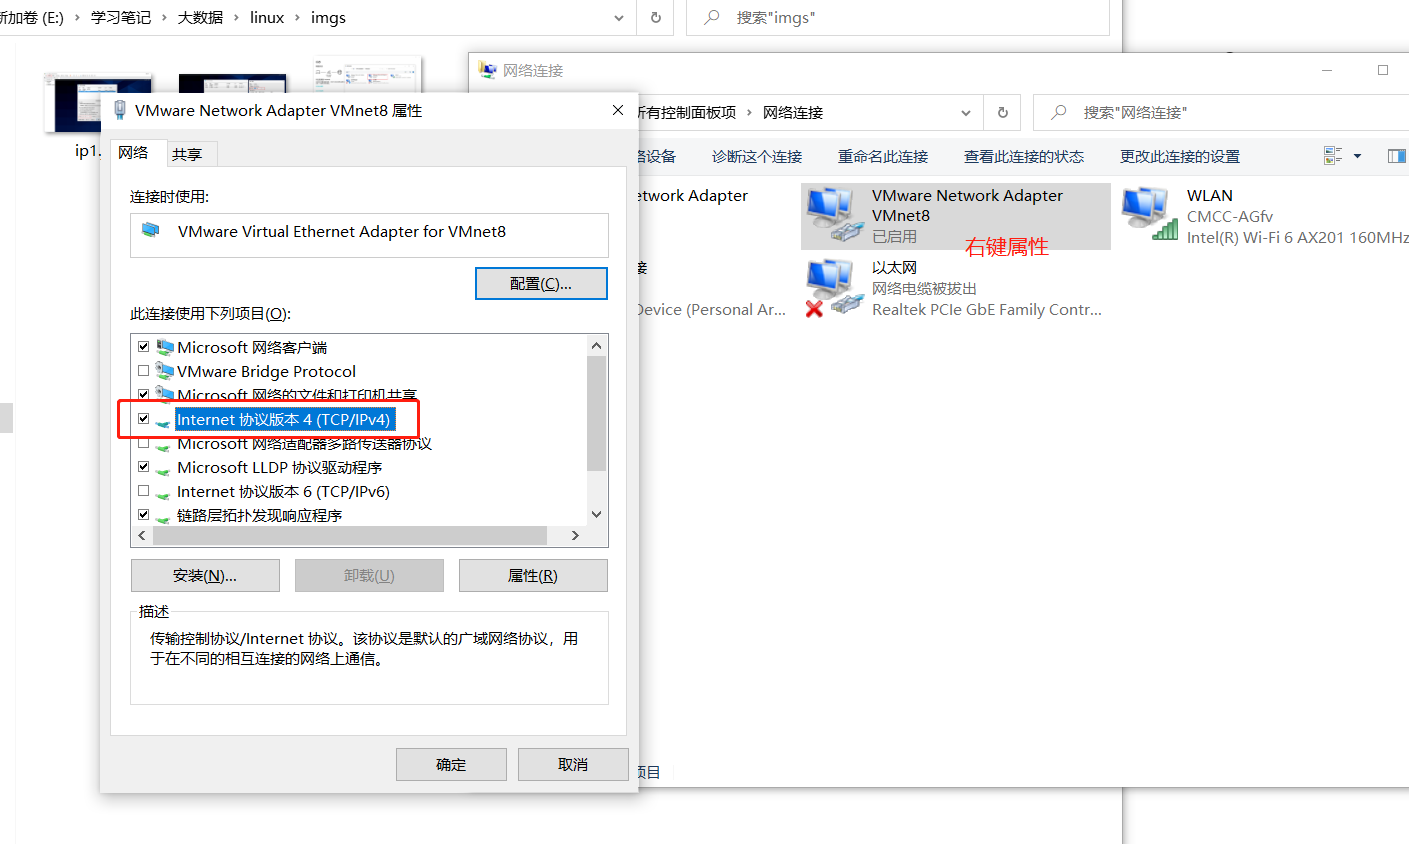 新加卷 (E:) › 学习笔记 › 大数据 › linux › imgs
搜索"imgs"
网络连接
ip1.
VMware Network Adapter VMnet8 属性
所有控制面板项 › 网络连接
搜索"网络连接"
网络
共享
络设备
诊断这个连接
重命名此连接
查看此连接的状态
更改此连接的设置
连接时使用:
VMware Virtual Ethernet Adapter for VMnet8
配置(C)...
etwork Adapter
VMware Network Adapter
VMnet8
已启用
右键属性
WLAN
CMCC-AGfv
Intel(R) Wi-Fi 6 AX201 160MHz
接
Device (Personal Ar...
以太网
网络电缆被拔出
Realtek PCIe GbE Family Contr...
此连接使用下列项目(O):
Microsoft 网络客户端
VMware Bridge Protocol
Microsoft 网络的文件和打印机共享
Internet 协议版本 4 (TCP/IPv4)
Microsoft 网络适配器多路传送器协议
Microsoft LLDP 协议驱动程序
Internet 协议版本 6 (TCP/IPv6)
链路层拓扑发现响应程序
安装(N)...
卸载(U)
属性(R)
描述
传输控制协议/Internet 协议。该协议是默认的广域网络协议，用
于在不同的相互连接的网络上通信。
确定
取消
项目